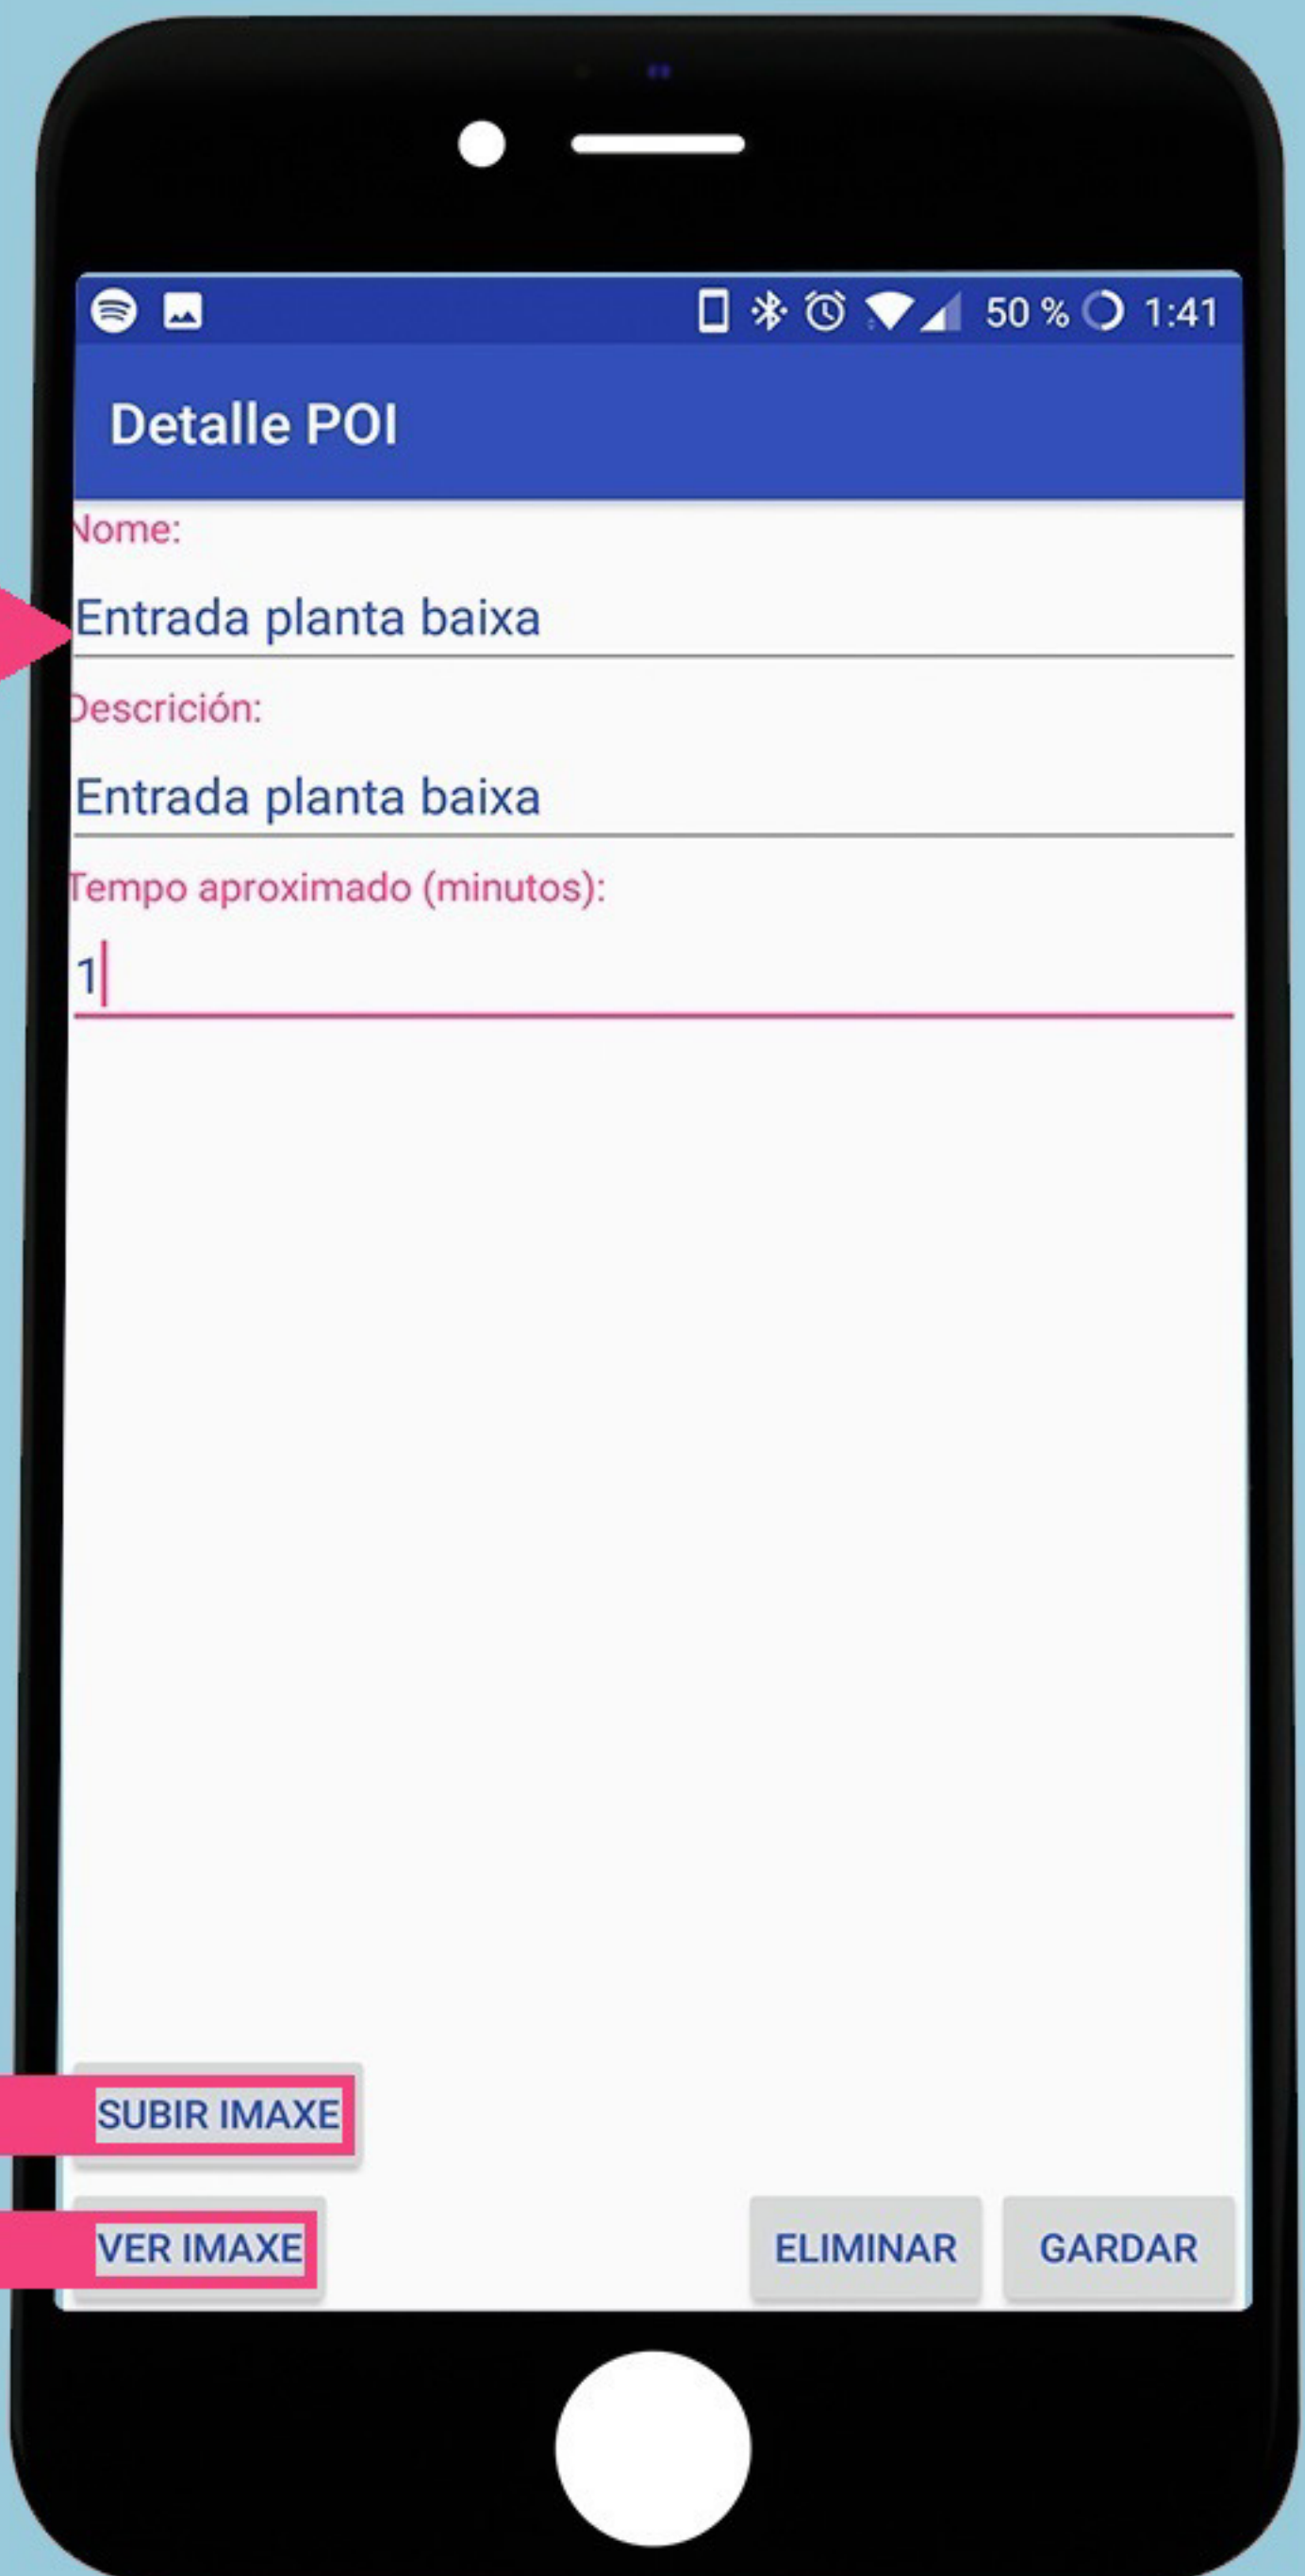 50 % 1:41
Detalle POI
Nome:
Entrada planta baixa
Descrición:
Entrada planta baixa
Tempo aproximado (minutos):
1
SUBIR IMAXE
VER IMAXE ELIMINAR GARDAR